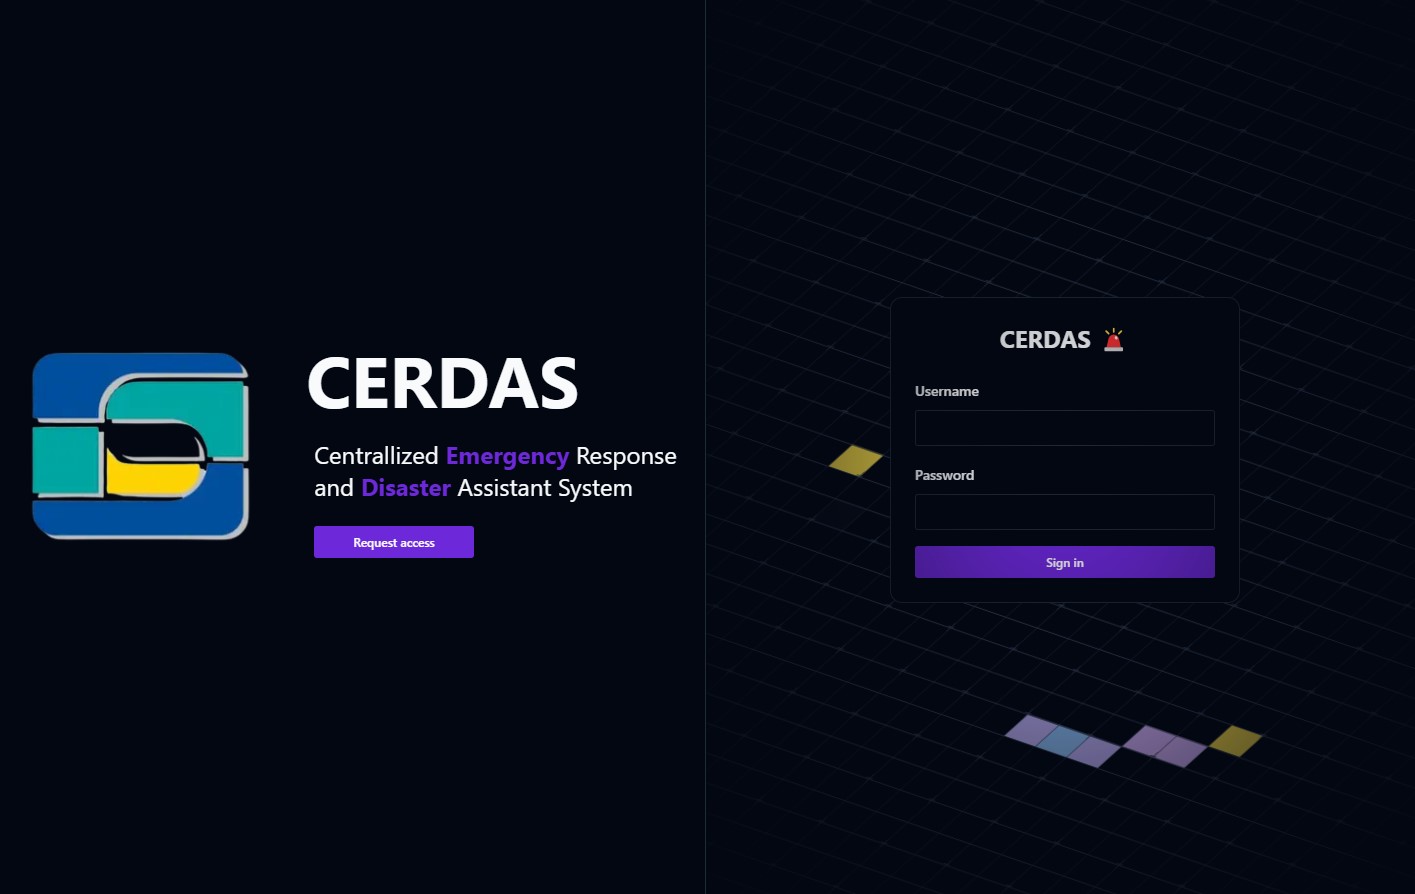 CERDAS
Centrallized Emergency Response
and Disaster Assistant System
Request access
CERDAS
Username
Password
Sign in